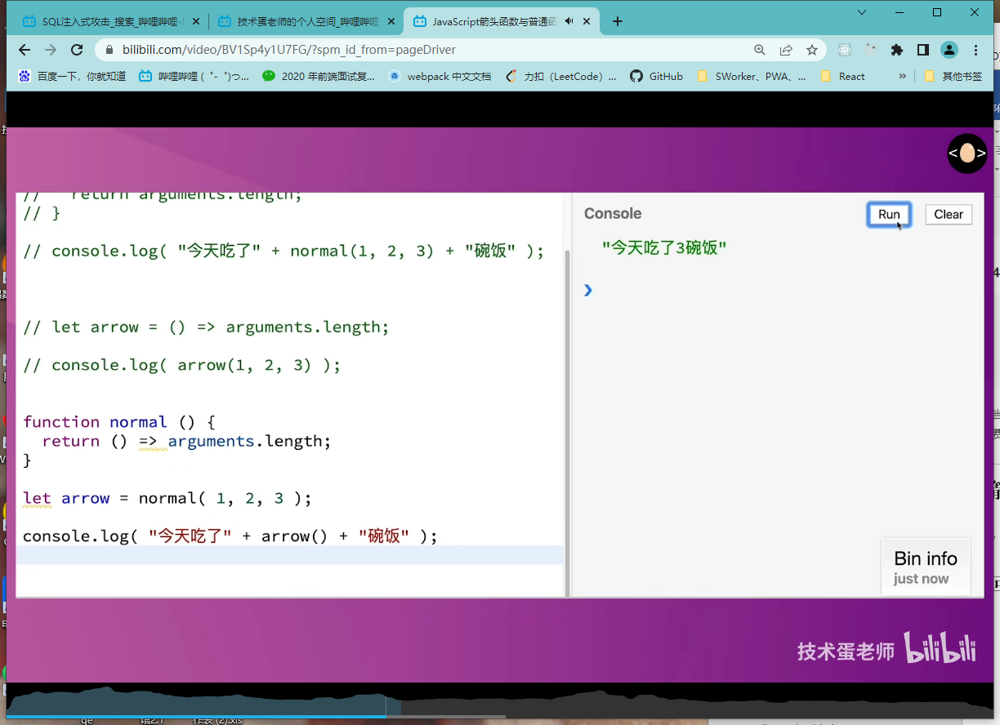 SQL注入式攻击_搜索_哔哩哔哩-
技术蛋老师的个人空间_哔哩哔哩
JavaScript箭头函数与普通函
bilibili.com/video/BV1Sp4y1U7FG/?spm_id_from=pageDriver
百度一下，你就知道
哔哩哔哩 ( ゜- ゜)つ...
2020 年前端面试复...
webpack 中文文档
力扣（LeetCode）...
GitHub
SWorker、PWA、...
React
»
其他书签
< >
// return arguments.length;
// }
// console.log( "今天吃了" + normal(1, 2, 3) + "碗饭" );
// let arrow = () => arguments.length;
// console.log( arrow(1, 2, 3) );
function normal () {
return () => arguments.length;
}
let arrow = normal( 1, 2, 3 );
console.log( "今天吃了" + arrow() + "碗饭" );
Console
Run
Clear
"今天吃了3碗饭"
Bin info
just now
技术蛋老师 bilibili